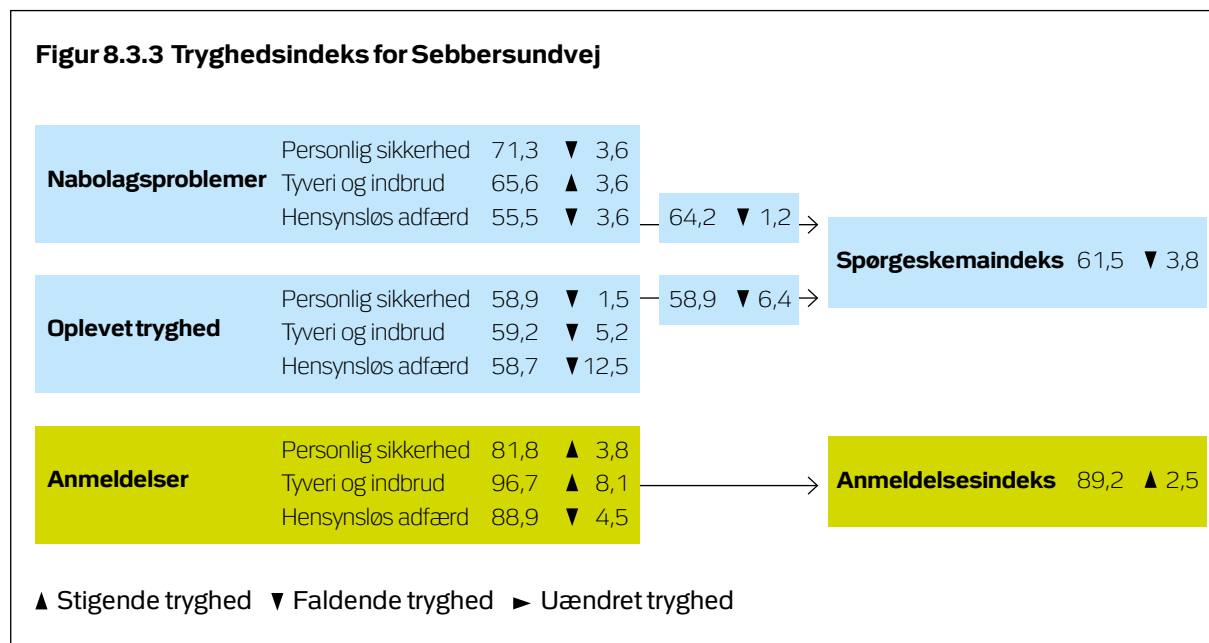 Figur 8.3.3 Tryghedsindeks for Sebbersundvej
Nabolagsproblemer
Personlig sikkerhed 71,3 ▼ 3,6
Tyveri og indbrud 65,6 ▲ 3,6
Hensynsløs adfærd 55,5 ▼ 3,6
64,2 ▼ 1,2
Oplevet tryghed
Personlig sikkerhed 58,9 ▼ 1,5
Tyveri og indbrud 59,2 ▼ 5,2
Hensynsløs adfærd 58,7 ▼ 12,5
58,9 ▼ 6,4
Spørgeskemaindeks 61,5 ▼ 3,8
Anmeldelser
Personlig sikkerhed 81,8 ▲ 3,8
Tyveri og indbrud 96,7 ▲ 8,1
Hensynsløs adfærd 88,9 ▼ 4,5
Anmeldelsesindeks 89,2 ▲ 2,5
▲ Stigende tryghed ▼ Faldende tryghed ► Uændret tryghed